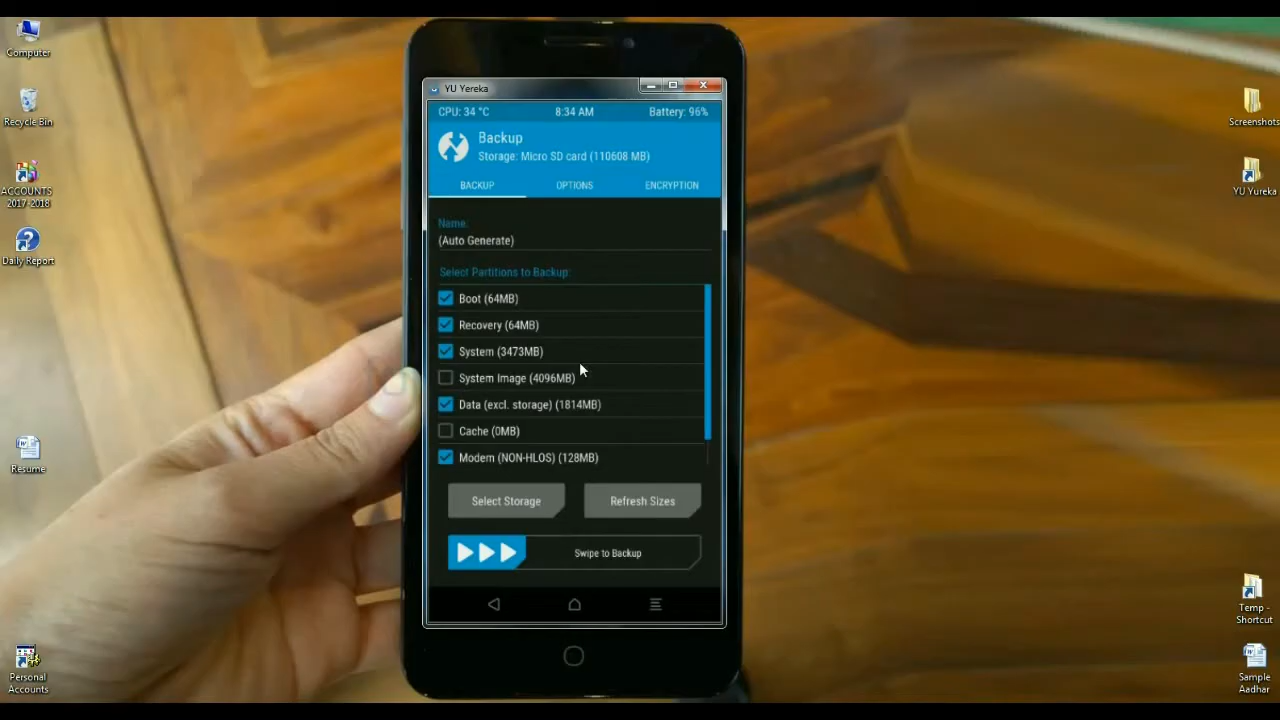 Computer
Recycle Bin
ACCOUNTS
2017-2018
Daily Report
Resume
Personal
Accounts
YU Yereka
CPU: 34 °C
8:34 AM
Battery: 96%
Backup
Storage: Micro SD card (110608 MB)
BACKUP
OPTIONS
ENCRYPTION
Name:
(Auto Generate)
Select Partitions to Backup:
Boot (64MB)
Recovery (64MB)
System (3473MB)
System Image (4096MB)
Data (excl. storage) (1814MB)
Cache (0MB)
Modem (NON-HLOS) (128MB)
Select Storage
Refresh Sizes
Swipe to Backup
Screenshots
YU Yureka
Temp -
Shortcut
Sample
Aadhar